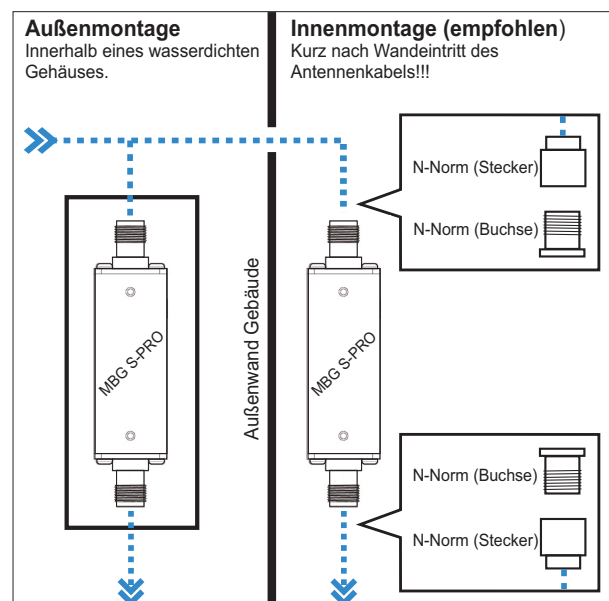 Außenmontage
Innerhalb eines wasserdichten
Gehäuses.
Innenmontage (empfohlen)
Kurz nach Wandeintritt des
Antennenkabels!!!
N-Norm (Stecker)
N-Norm (Buchse)
MBG S-PRO
Außenwand Gebäude
MBG S-PRO
N-Norm (Buchse)
N-Norm (Stecker)